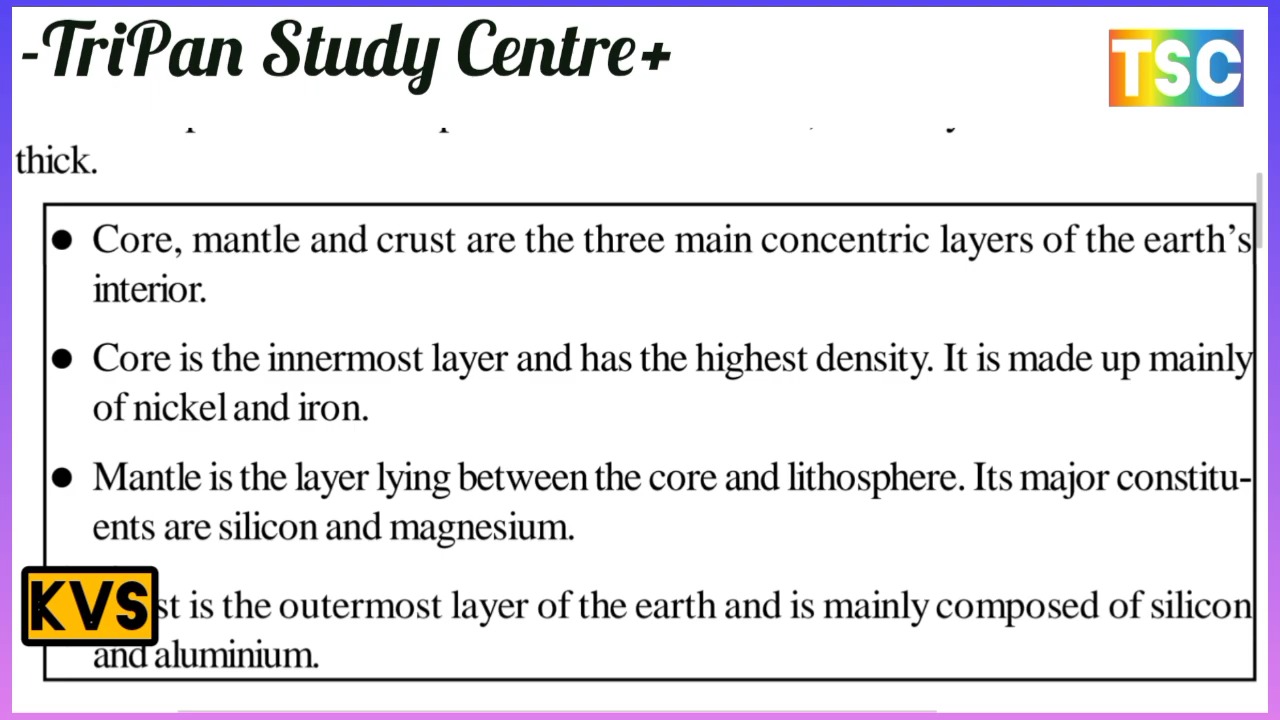 -TriPan Study Centre+
TSC
thick.
● Core, mantle and crust are the three main concentric layers of the earth’s
interior.
● Core is the innermost layer and has the highest density. It is made up mainly
of nickel and iron.
● Mantle is the layer lying between the core and lithosphere. Its major constitu-
ents are silicon and magnesium.
KVS
st is the outermost layer of the earth and is mainly composed of silicon
and aluminium.